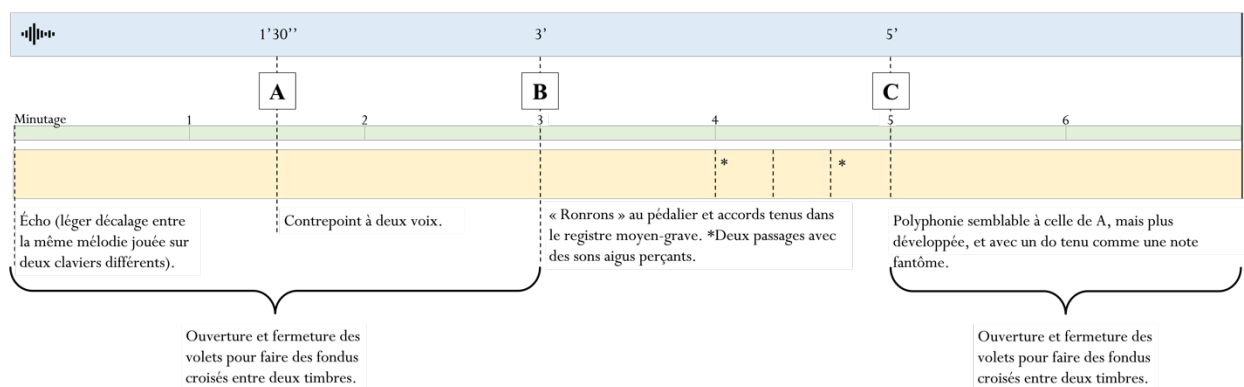 1’30’’ 3’ 5’
A B C
Minutage 1 2 3 4 5 6
* *
Écho (léger décalage entre
la même mélodie jouée sur
deux claviers différents).
Contrepoint à deux voix.
« Ronrons » au pédalier et accords tenus dans
le registre moyen-grave. *Deux passages avec
des sons aigus perçants.
Polyphonie semblable à celle de A, mais plus
développée, et avec un do tenu comme une note
fantôme.
Ouverture et fermeture des
volets pour faire des fondus
croisés entre deux timbres.
Ouverture et fermeture des
volets pour faire des fondus
croisés entre deux timbres.